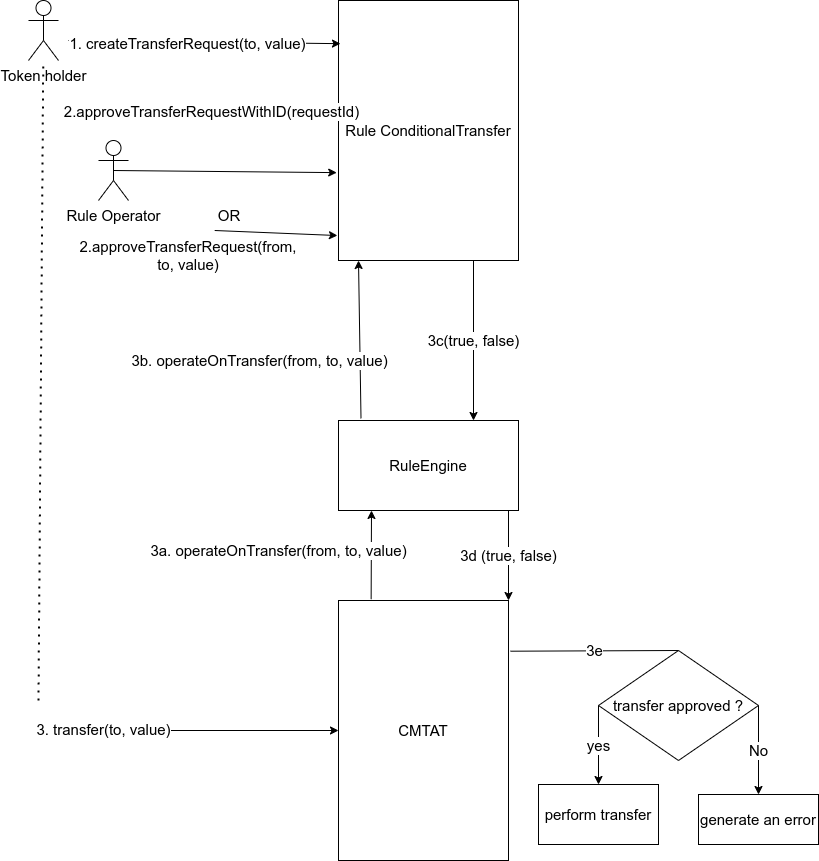 1. createTransferRequest(to, value)
Token holder
2.approveTransferRequestWithID(requestId)
Rule ConditionalTransfer
Rule Operator
OR
2.approveTransferRequest(from,
to, value)
3c(true, false)
3b. operateOnTransfer(from, to, value)
RuleEngine
3a. operateOnTransfer(from, to, value)
3d (true, false)
3e
transfer approved ?
3. transfer(to, value)
CMTAT
yes
No
perform transfer
generate an error